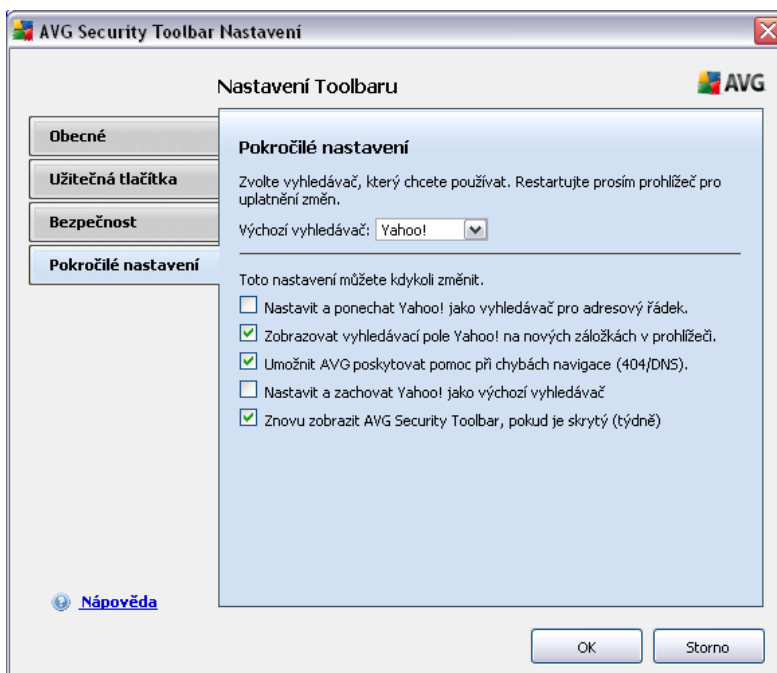 AVG Security Toolbar Nastavení
Nastavení Toolbaru
AVG
Obecné
Užitečná tlačítka
Bezpečnost
Pokročilé nastavení
Pokročilé nastavení
Zvolte vyhledávač, který chcete používat. Restartujte prosím prohlížeč pro
uplatnění změn.
Výchozí vyhledávač: Yahoo!
Toto nastavení můžete kdykoli změnit.
Nastavit a ponechat Yahoo! jako vyhledávač pro adresový řádek.
Zobrazovat vyhledávací pole Yahoo! na nových záložkách v prohlížeči.
Umožnit AVG poskytovat pomoc při chybách navigace (404/DNS).
Nastavit a zachovat Yahoo! jako výchozí vyhledávač
Znovu zobrazit AVG Security Toolbar, pokud je skrytý (týdně)
Nápověda
OK
Storno